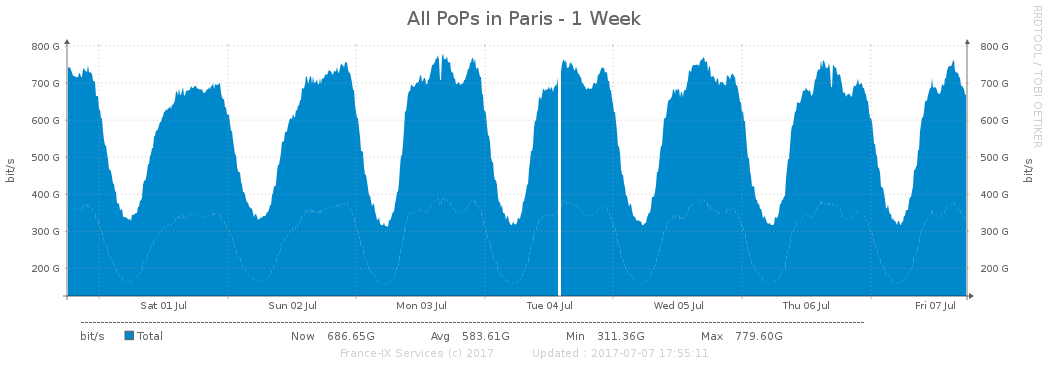 All PoPs in Paris - 1 Week
RRDTOOL / TOBI OETIKER
800 G
700 G
600 G
500 G
400 G
300 G
200 G
bit/s
800 G
700 G
600 G
500 G
400 G
300 G
200 G
bit/s
Sat 01 Jul Sun 02 Jul Mon 03 Jul Tue 04 Jul Wed 05 Jul Thu 06 Jul Fri 07 Jul
bit/s Total Now 686.65G Avg 583.61G Min 311.36G Max 779.60G
France-IX Services (c) 2017 Updated : 2017-07-07 17:55:11